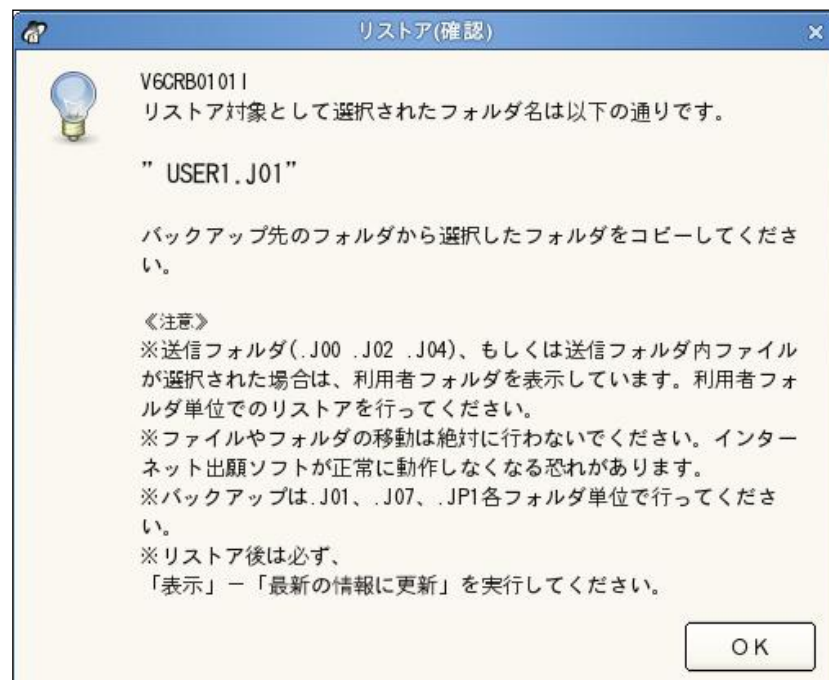 リストア(確認)
V6CRB0101I
リストア対象として選択されたフォルダ名は以下の通りです。
” USER1.J01”
バックアップ先のフォルダから選択したフォルダをコピーしてくださ
い。
≪注意≫
※送信フォルダ(.J00 .J02 .J04)、もしくは送信フォルダ内ファイル
が選択された場合は、利用者フォルダを表示しています。利用者フォ
ルダ単位でのリストアを行ってください。
※ファイルやフォルダの移動は絶対に行わないでください。インター
ネット出願ソフトが正常に動作しなくなる恐れがあります。
※バックアップは.J01、.J07、.JP1各フォルダ単位で行ってくださ
い。
※リストア後は必ず、
「表示」－「最新の情報に更新」を実行してください。
OK